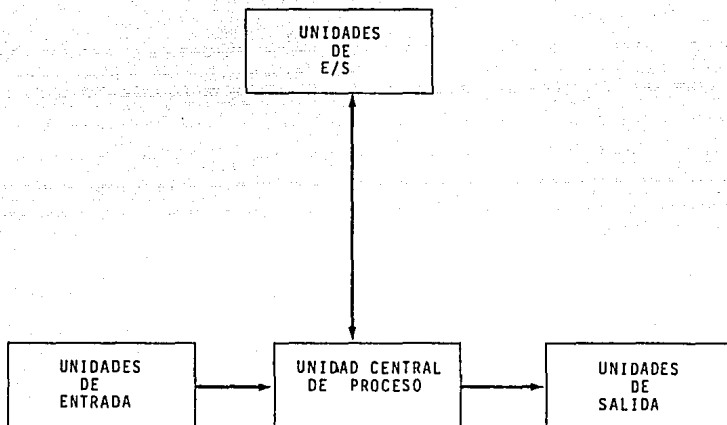 UNIDADES
DE
E/S
UNIDADES
DE
ENTRADA
UNIDAD CENTRAL
DE PROCESO
UNIDADES
DE
SALIDA